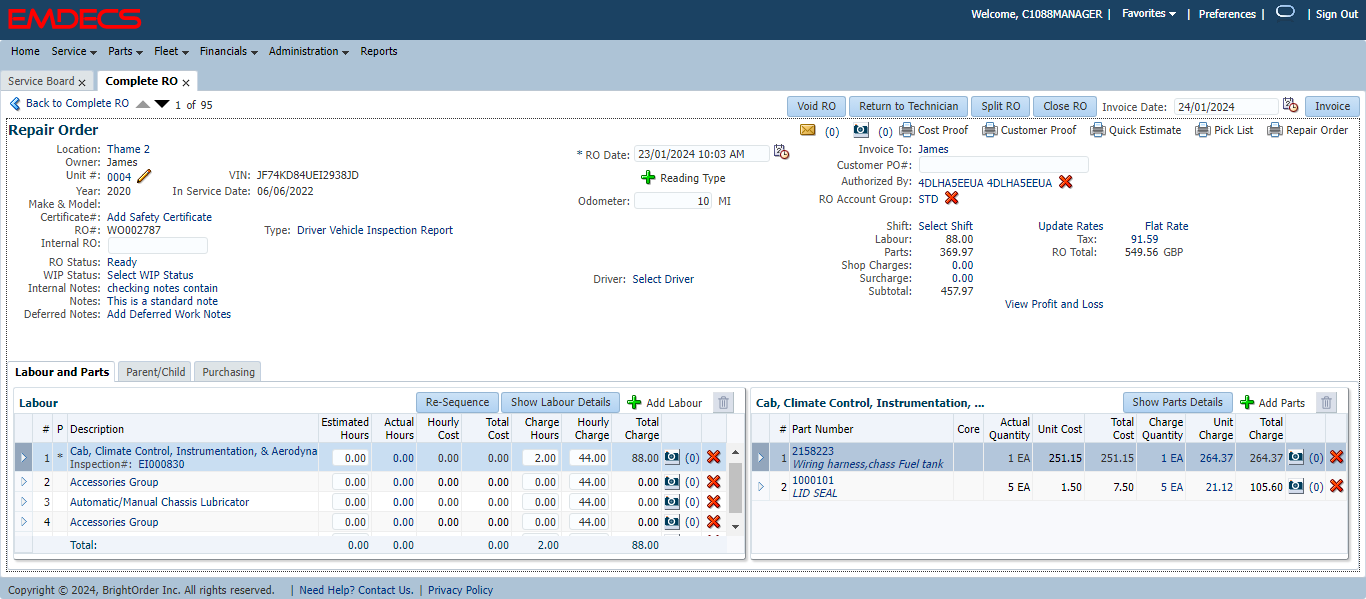 EMDECS
Welcome, C1088MANAGER | Favorites | Preferences | | Sign Out
Home Service Parts Fleet Financials Administration Reports
Service Board x Complete RO x
Back to Complete RO 1 of 95 Void RO Return to Technician Split RO Close RO Invoice Date: 24/01/2024 Invoice
Repair Order (0) (0) Cost Proof Customer Proof Quick Estimate Pick List Repair Order
Location: Thame 2
Owner: James
Unit #: 0004 VIN: JF74KD84UEI2938JD
Year: 2020 In Service Date: 06/06/2022
Make & Model:
Certificate#: Add Safety Certificate
RO#: WO002787 Type: Driver Vehicle Inspection Report
Internal RO:
RO Status: Ready
WIP Status: Select WIP Status
Internal Notes: checking notes contain
Notes: This is a standard note
Deferred Notes: Add Deferred Work Notes
* RO Date: 23/01/2024 10:03 AM
Reading Type
Odometer: 10 MI
Driver: Select Driver
Invoice To: James
Customer PO#:
Authorized By: 4DLHA5EEUA 4DLHA5EEUA
RO Account Group: STD
Shift: Select Shift Update Rates Flat Rate
Labour: 88.00 Tax: 91.59
Parts: 369.97 RO Total: 549.56 GBP
Shop Charges: 0.00
Surcharge: 0.00
Subtotal: 457.97
View Profit and Loss
Labour and Parts Parent/Child Purchasing
Labour Re-Sequence Show Labour Details Add Labour
# P Description Estimated Hours Actual Hours Hourly Cost Total Cost Charge Hours Hourly Charge Total Charge
1 * Cab, Climate Control, Instrumentation, & Aerodyna 0.00 2.00 44.00 88.00 (0)
Inspection#: EI000830
2 Accessories Group 0.00 0.00 0.00 0.00 0.00 44.00 0.00 (0)
3 Automatic/Manual Chassis Lubricator 0.00 0.00 0.00 0.00 0.00 44.00 0.00 (0)
4 Accessories Group 0.00 0.00 0.00 0.00 0.00 44.00 0.00 (0)
Total: 0.00 0.00 0.00 2.00 88.00
Cab, Climate Control, Instrumentation, ... Show Parts Details Add Parts
# Part Number Core Actual Quantity Unit Cost Total Cost Charge Quantity Unit Charge Total Charge
1 2158223 1 EA 251.15 251.15 1 EA 264.37 264.37 (0)
Wiring harness,chass Fuel tank
2 1000101 5 EA 1.50 7.50 5 EA 21.12 105.60 (0)
LID SEAL
Copyright © 2024, BrightOrder Inc. All rights reserved. | Need Help? Contact Us. | Privacy Policy